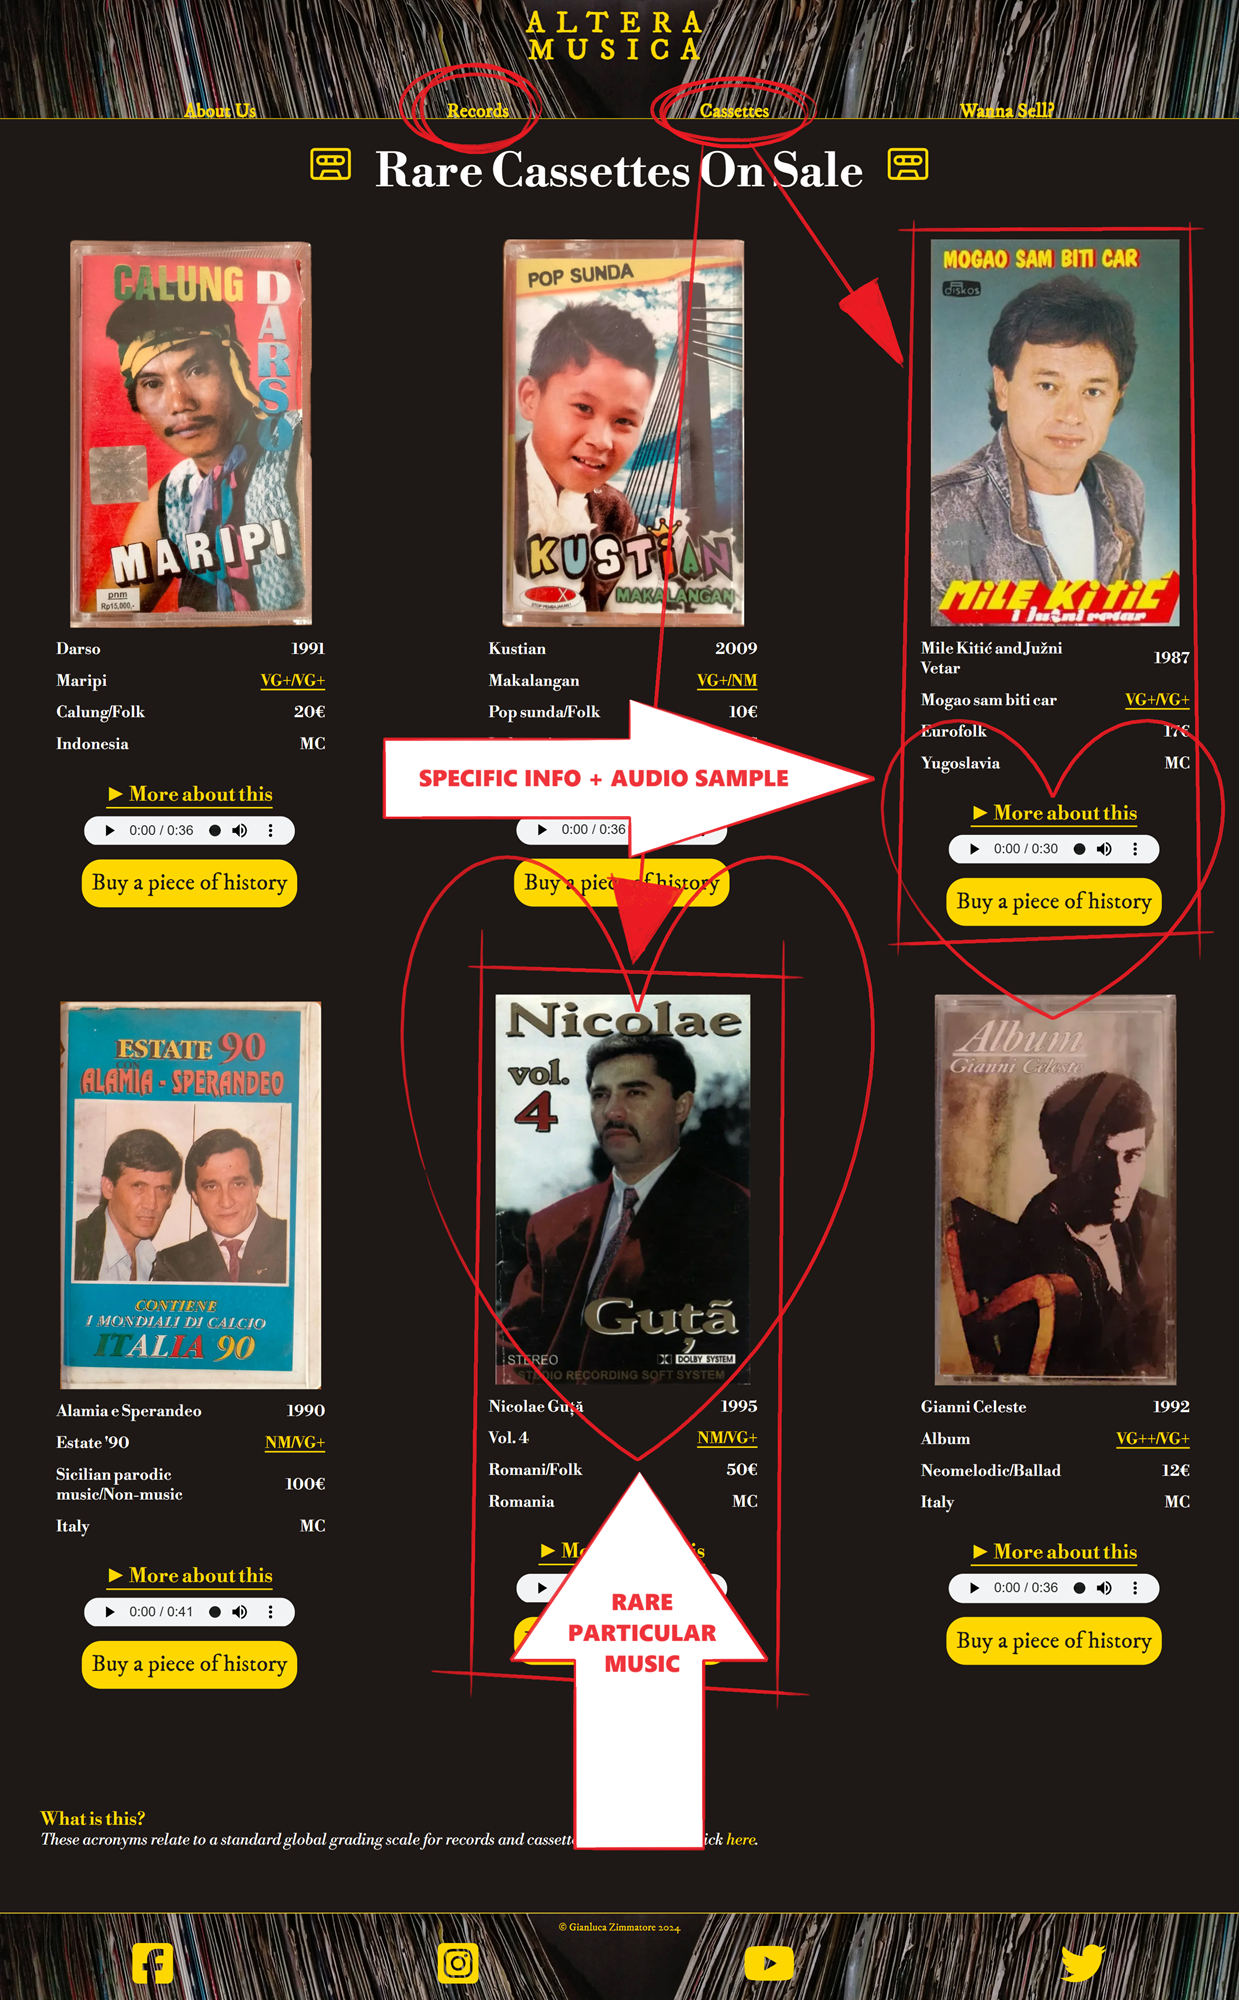 ALTERA
MUSICA
About Us
Records
Cassettes
Wanna Sell?
Rare Cassettes On Sale
CALUNG
DARSO
MARIPI
pnm
Rp15,000,-
POP SUNDA
KUSTIAN
MAKALANGAN
MOGAO SAM BITI CAR
diskos
MiLE KiTiĆ
i Južni vetar
Darso 1991
Maripi VG+/VG+
Calung/Folk 20€
Indonesia MC
► More about this
0:00 / 0:36
Buy a piece of history
Kustian 2009
Makalangan VG+/NM
Pop sunda/Folk 10€
0:00 / 0:36
Buy a piece of history
Mile Kitić and Južni
Vetar 1987
Mogao sam biti car VG+/VG+
Eurofolk 17€
Yugoslavia MC
► More about this
0:00 / 0:30
Buy a piece of history
SPECIFIC INFO + AUDIO SAMPLE
ESTATE 90
CON
ALAMIA - SPERANDEO
CONTIENE
I MONDIALI DI CALCIO
ITALIA 90
Nicolae
vol.
4
Guță
STEREO DOLBY SYSTEM
STUDIO RECORDING SOFT SYSTEM
Album
Gianni Celeste
Alamia e Sperandeo 1990
Estate '90 NM/VG+
Sicilian parodic
music/Non-music 100€
Italy MC
► More about this
0:00 / 0:41
Buy a piece of history
Nicolae Guță 1995
Vol. 4 NM/VG+
Romani/Folk 50€
Romania MC
RARE
PARTICULAR
MUSIC
Gianni Celeste 1992
Album VG++/VG+
Neomelodic/Ballad 12€
Italy MC
► More about this
0:00 / 0:36
Buy a piece of history
What is this?
These acronyms relate to a standard global grading scale for records and here.
© Gianluca Zimmatore 2024